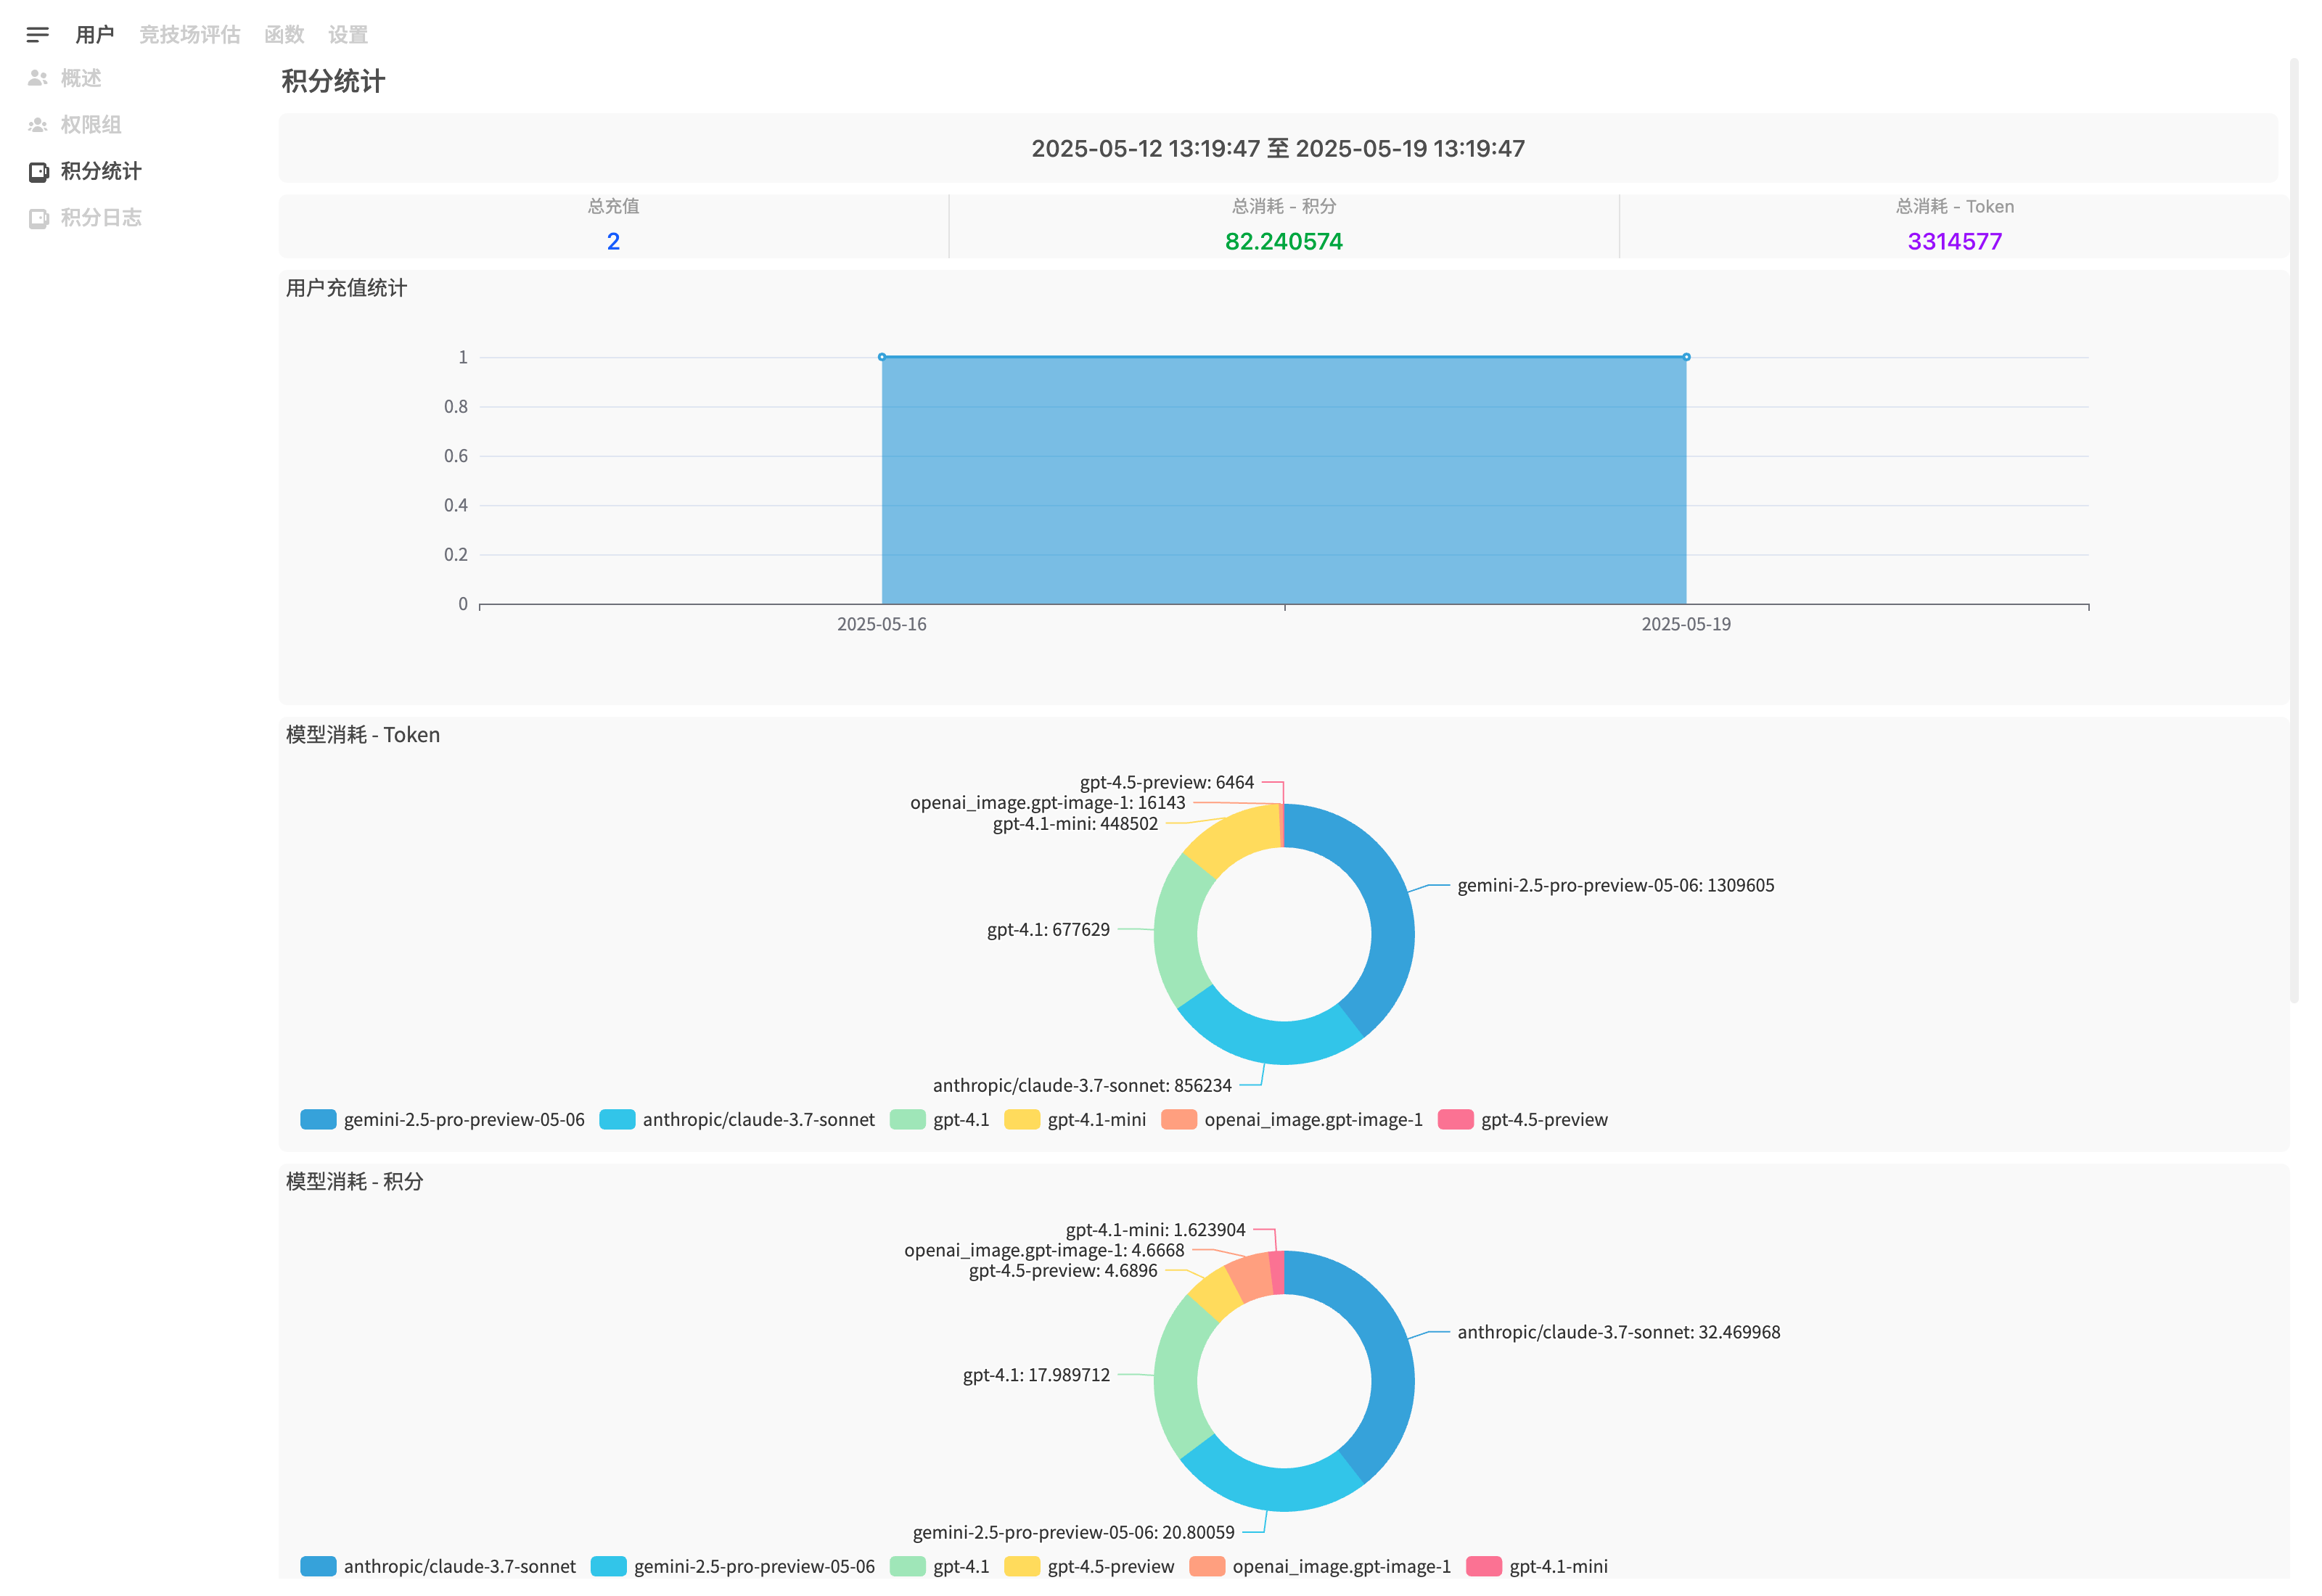 用户 竞技场评估 函数 设置
概述
权限组
积分统计
积分日志
积分统计
2025-05-12 13:19:47 至 2025-05-19 13:19:47
总充值
2
总消耗 - 积分
82.240574
总消耗 - Token
3314577
用户充值统计
1
0.8
0.6
0.4
0.2
0
2025-05-16
2025-05-19
模型消耗 - Token
gpt-4.5-preview: 6464
openai_image.gpt-image-1: 16143
gpt-4.1-mini: 448502
gemini-2.5-pro-preview-05-06: 1309605
gpt-4.1: 677629
anthropic/claude-3.7-sonnet: 856234
gemini-2.5-pro-preview-05-06 anthropic/claude-3.7-sonnet gpt-4.1 gpt-4.1-mini openai_image.gpt-image-1 gpt-4.5-preview
模型消耗 - 积分
gpt-4.1-mini: 1.623904
openai_image.gpt-image-1: 4.6668
gpt-4.5-preview: 4.6896
anthropic/claude-3.7-sonnet: 32.469968
gpt-4.1: 17.989712
gemini-2.5-pro-preview-05-06: 20.80059
anthropic/claude-3.7-sonnet gemini-2.5-pro-preview-05-06 gpt-4.1 gpt-4.5-preview openai_image.gpt-image-1 gpt-4.1-mini